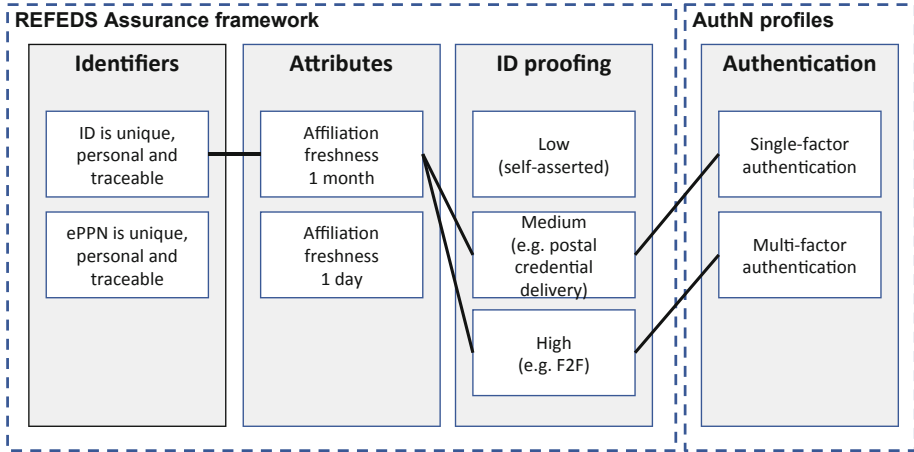 REFEDS Assurance framework
AuthN profiles
Identifiers
ID is unique,
personal and
traceable
ePPN is unique,
personal and
traceable
Attributes
Affiliation
freshness
1 month
Affiliation
freshness
1 day
ID proofing
Low
(self-asserted)
Medium
(e.g. postal
credential
delivery)
High
(e.g. F2F)
Authentication
Single-factor
authentication
Multi-factor
authentication